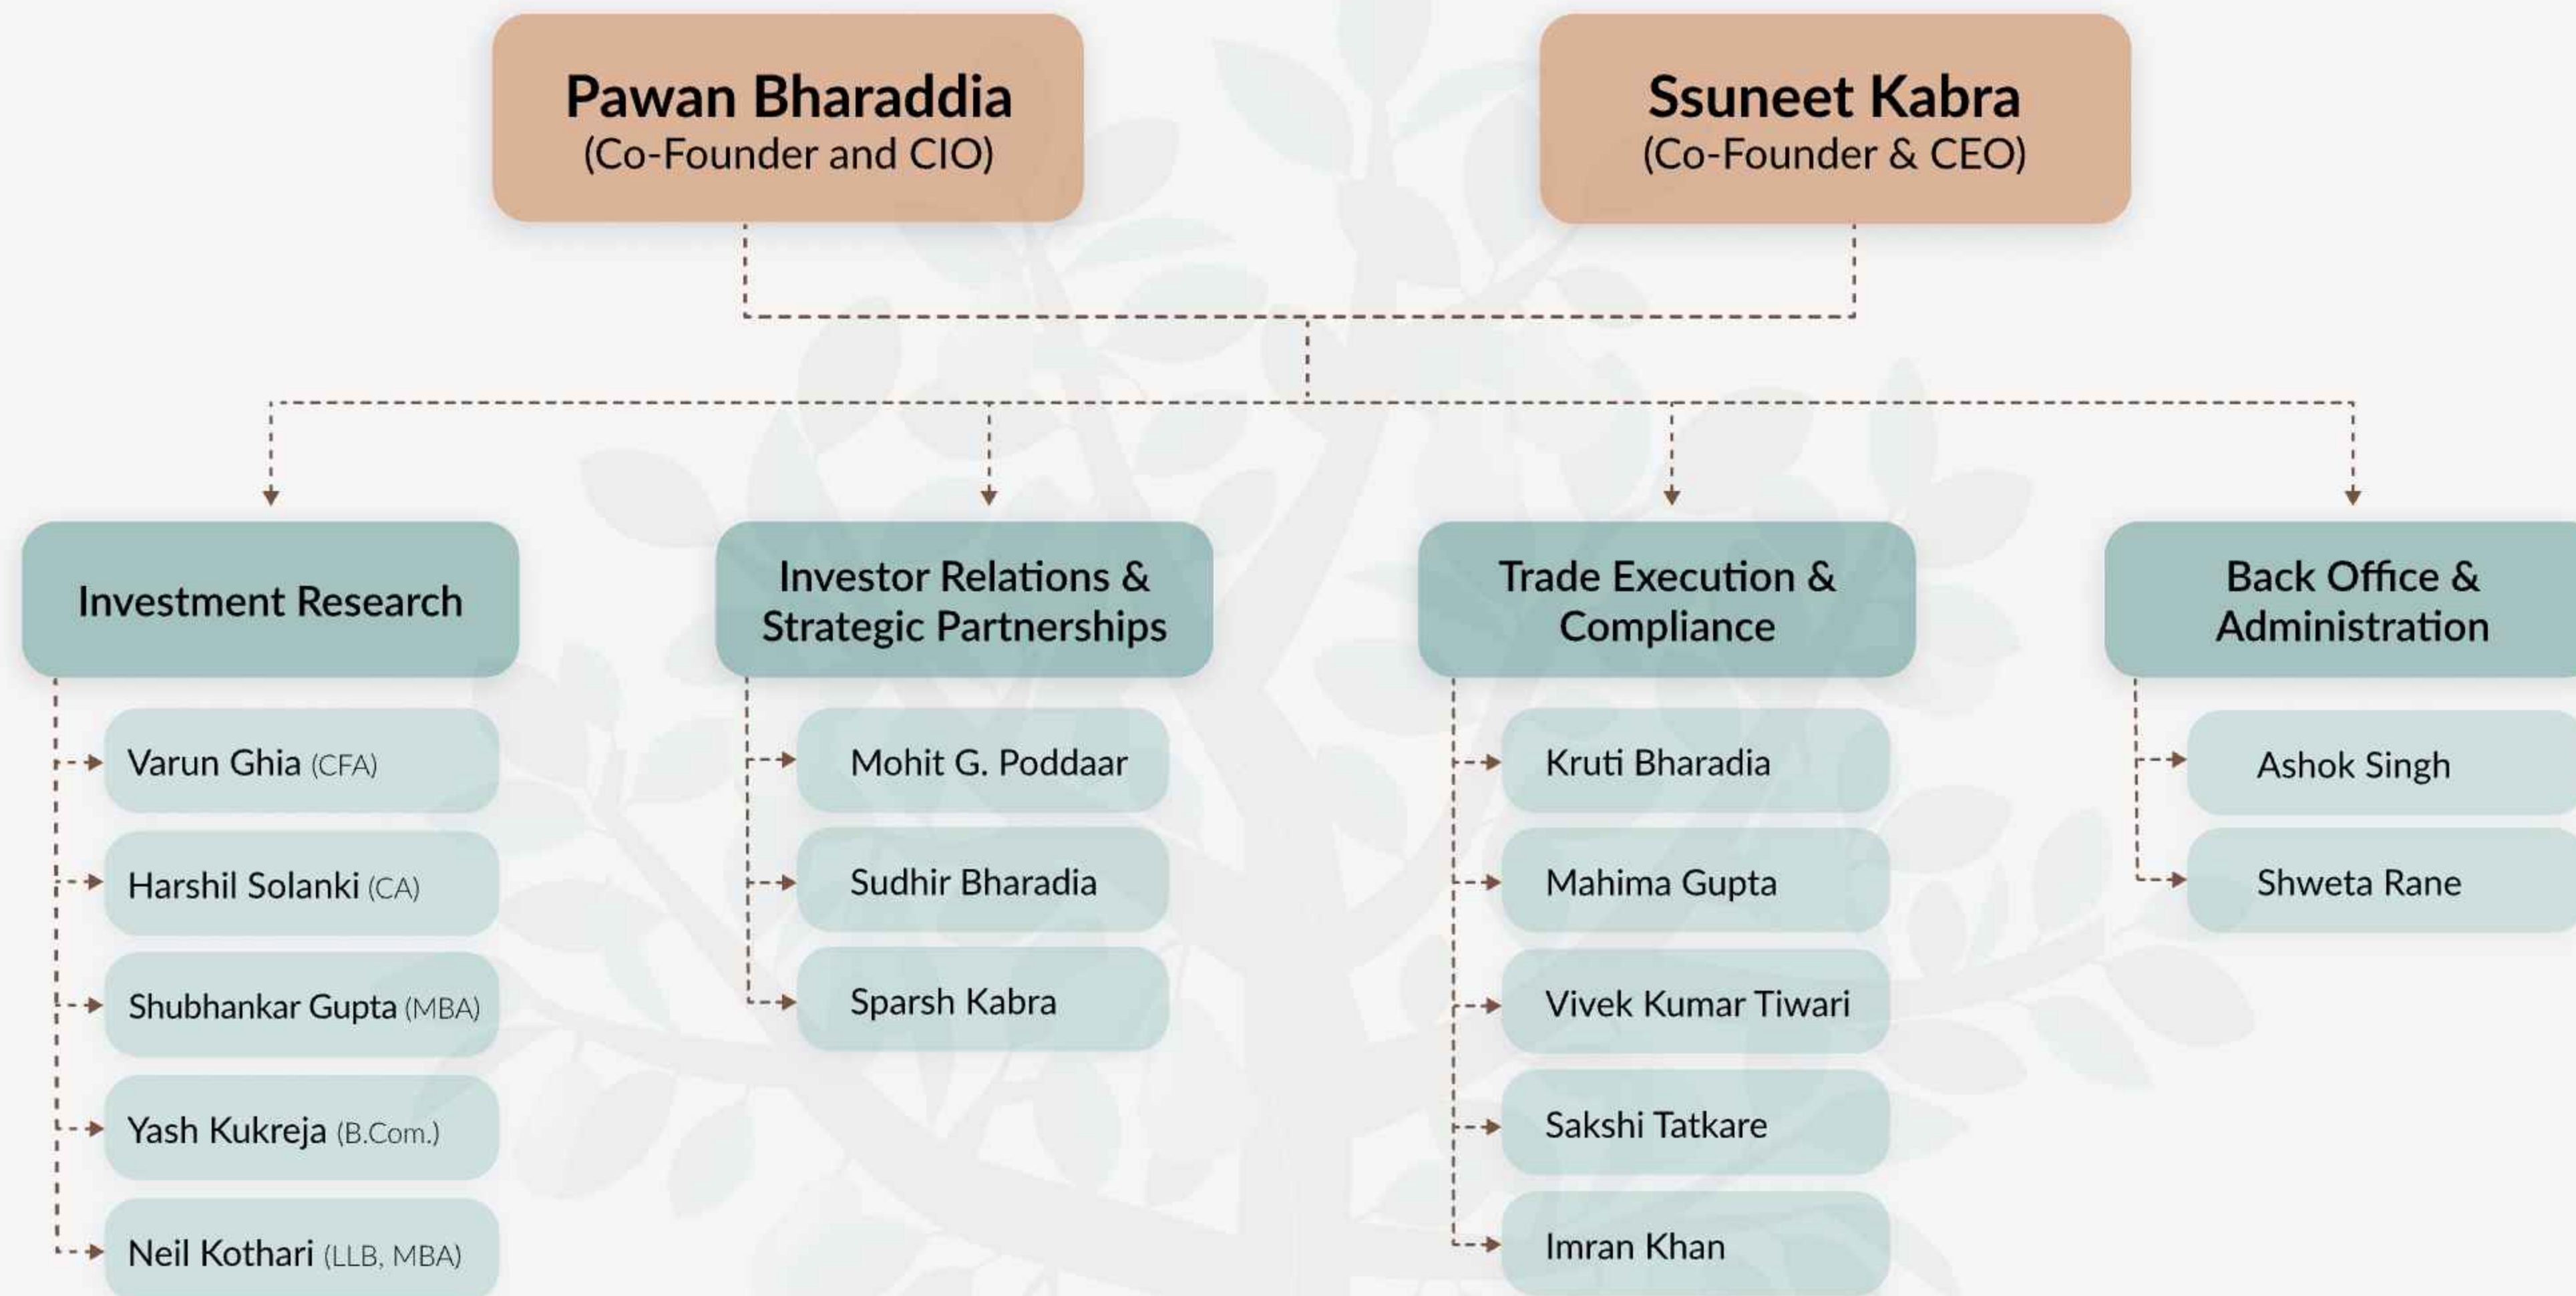 Pawan Bharaddia
(Co-Founder and CIO)
Ssuneet Kabra
(Co-Founder & CEO)
Investment Research
Varun Ghia (CFA)
Harshil Solanki (CA)
Shubhankar Gupta (MBA)
Yash Kukreja (B.Com.)
Neil Kothari (LLB, MBA)
Investor Relations &
Strategic Partnerships
Mohit G. Poddaar
Sudhir Bharadia
Sparsh Kabra
Trade Execution &
Compliance
Kruti Bharadia
Mahima Gupta
Vivek Kumar Tiwari
Sakshi Tatkare
Imran Khan
Back Office &
Administration
Ashok Singh
Shweta Rane